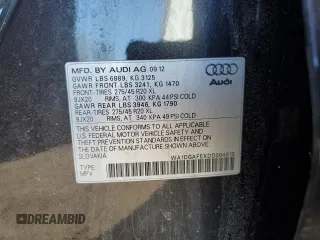 MFD. BY AUDI AG 09 12
GVWR LBS 6889, KG 3125
GAWR FRONT LBS 3241, KG 1470
FRONT-TIRES 275/45 R20 XL
9JX20 RIMS, AT 300 KPA 44 PSI COLD
GAWR REAR LBS 3946, KG 1790
REAR-TIRES 275/45 R20 XL
9JX20 RIMS, AT 340 KPA 49 PSI COLD
THIS VEHICLE CONFORMS TO ALL APPLICABLE
FEDERAL MOTOR VEHICLE SAFETY AND
THEFT PREVENTION STANDARDS IN EFFECT
ON THE DATE OF MANUFACTURE SHOWN ABOVE.
SLOVAKIA
TYPE:
MPV
Audi
© DIAMOND BID